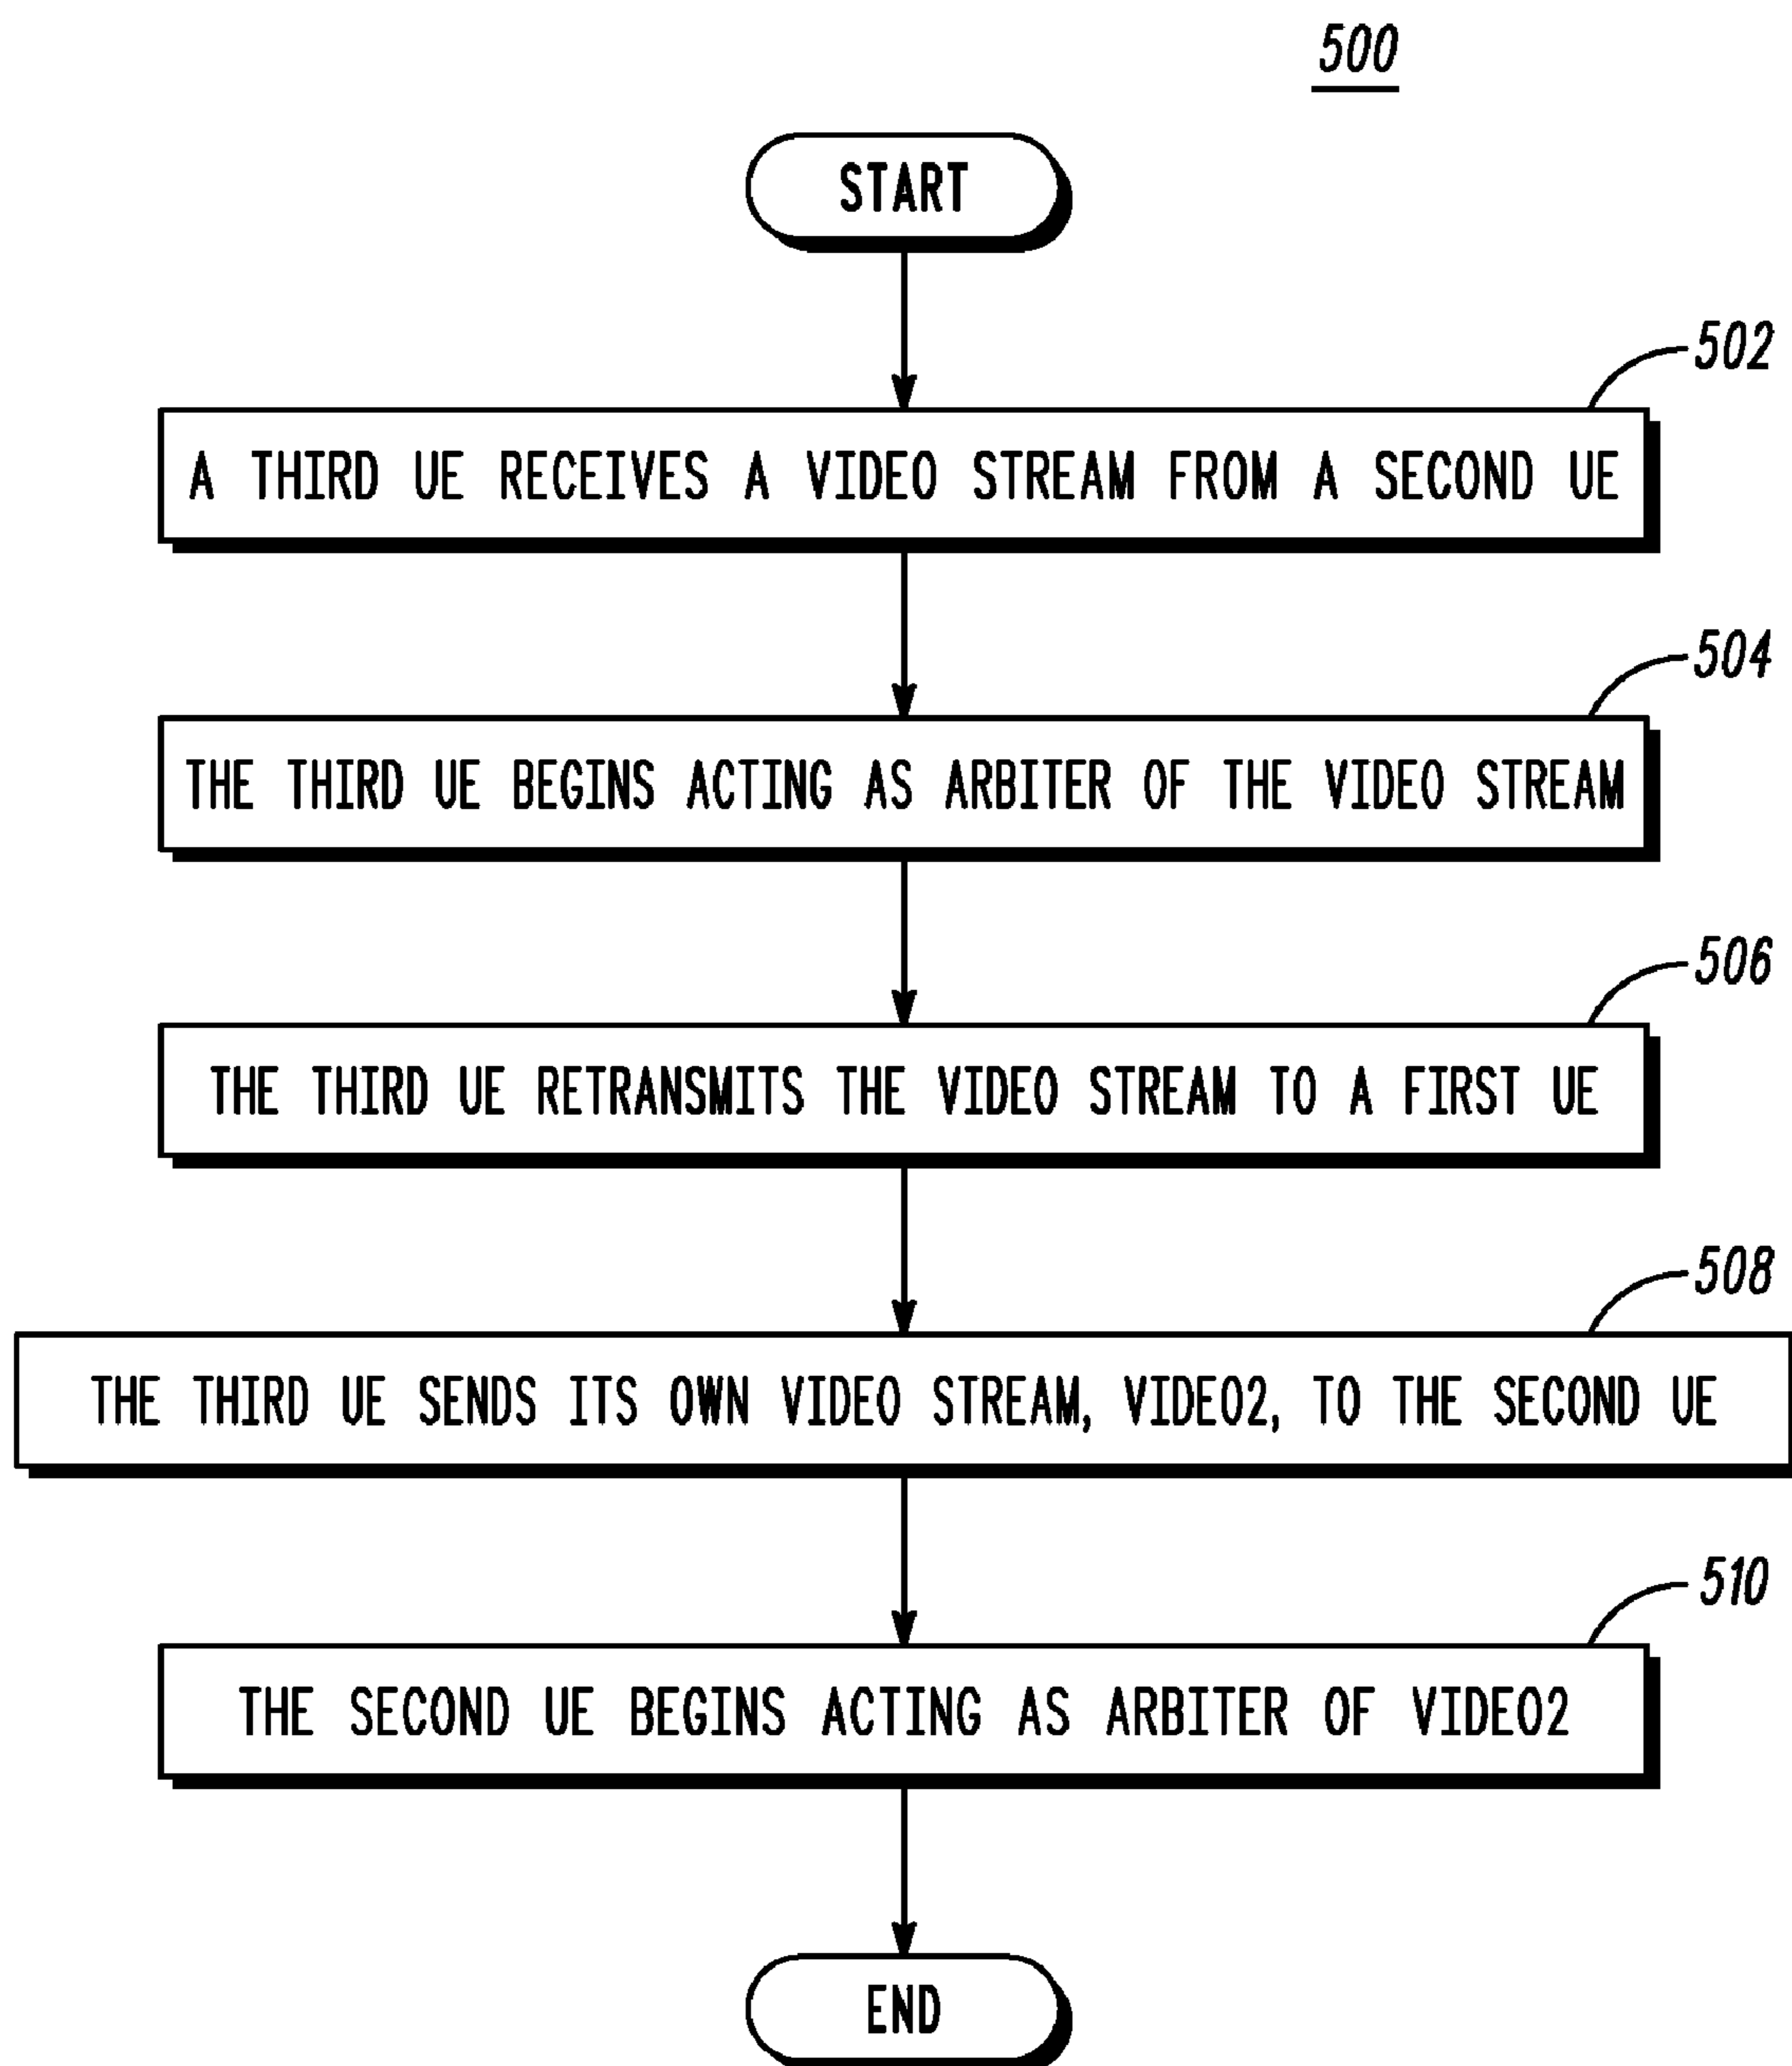 500
START
502
A THIRD UE RECEIVES A VIDEO STREAM FROM A SECOND UE
504
THE THIRD UE BEGINS ACTING AS ARBITER OF THE VIDEO STREAM
506
THE THIRD UE RETRANSMITS THE VIDEO STREAM TO A FIRST UE
508
THE THIRD UE SENDS ITS OWN VIDEO STREAM, VIDEO2, TO THE SECOND UE
510
THE SECOND UE BEGINS ACTING AS ARBITER OF VIDEO2
END